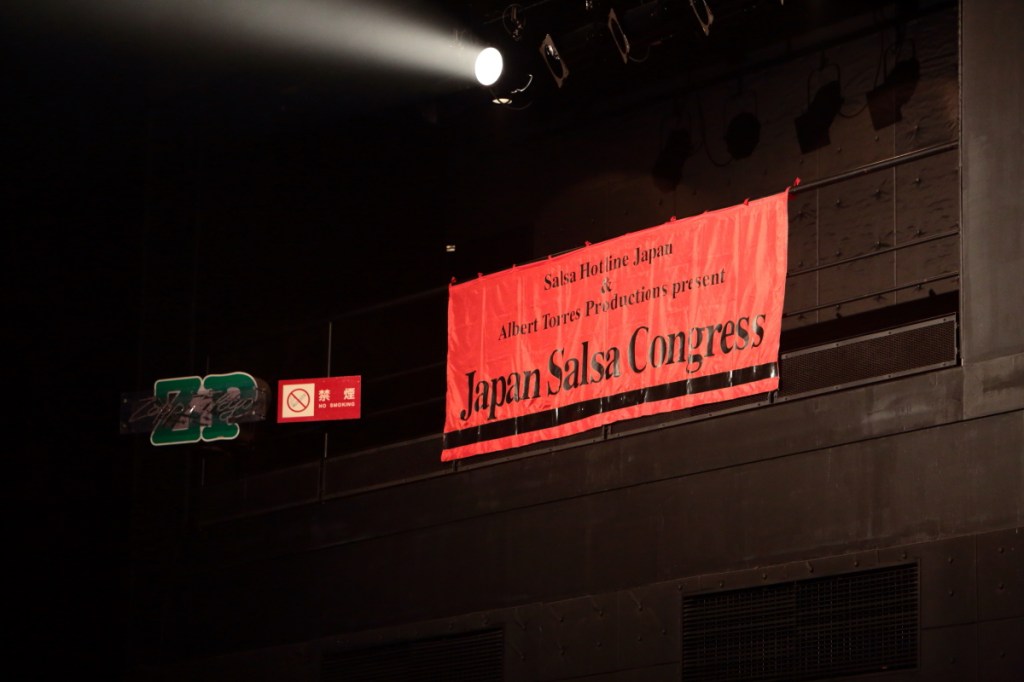 Salsa Hotline Japan
&
Albert Torres Productions present
Japan Salsa Congress
禁煙
NO SMOKING